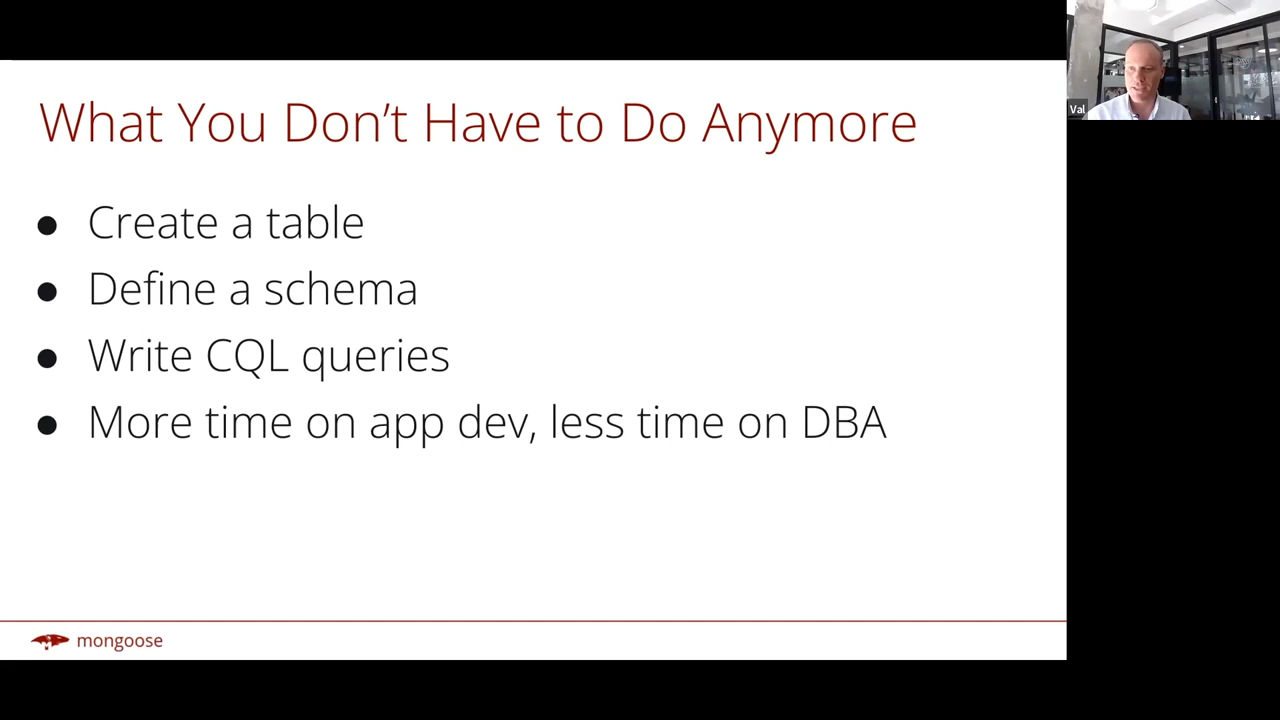 What You Don't Have to Do Anymore
● Create a table
● Define a schema
● Write CQL queries
● More time on app dev, less time on DBA
mongoose
Val